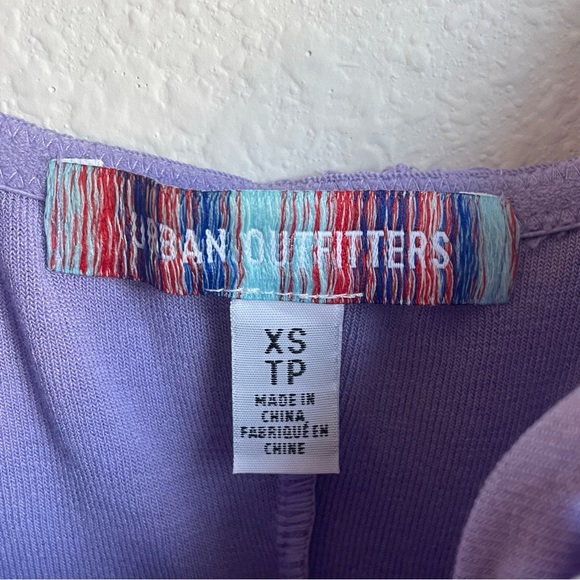 URBAN OUTFITTERS
XS
TP
MADE IN
CHINA
FABRIQUÉ EN
CHINE